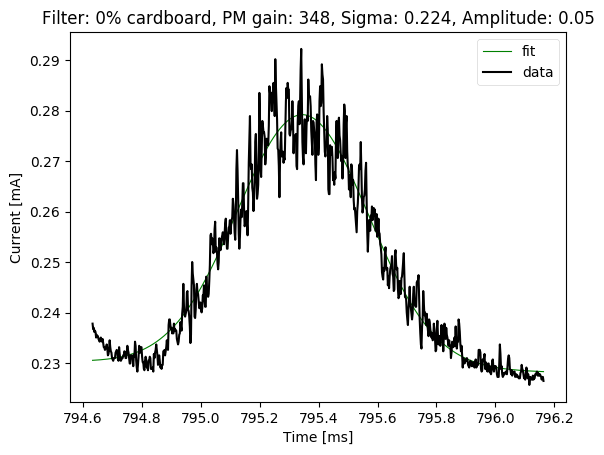 Filter: 0% cardboard, PM gain: 348, Sigma: 0.224, Amplitude: 0.05
fit
data
0.29
0.28
0.27
0.26
0.25
0.24
0.23
Current [mA]
794.6 794.8 795.0 795.2 795.4 795.6 795.8 796.0 796.2
Time [ms]